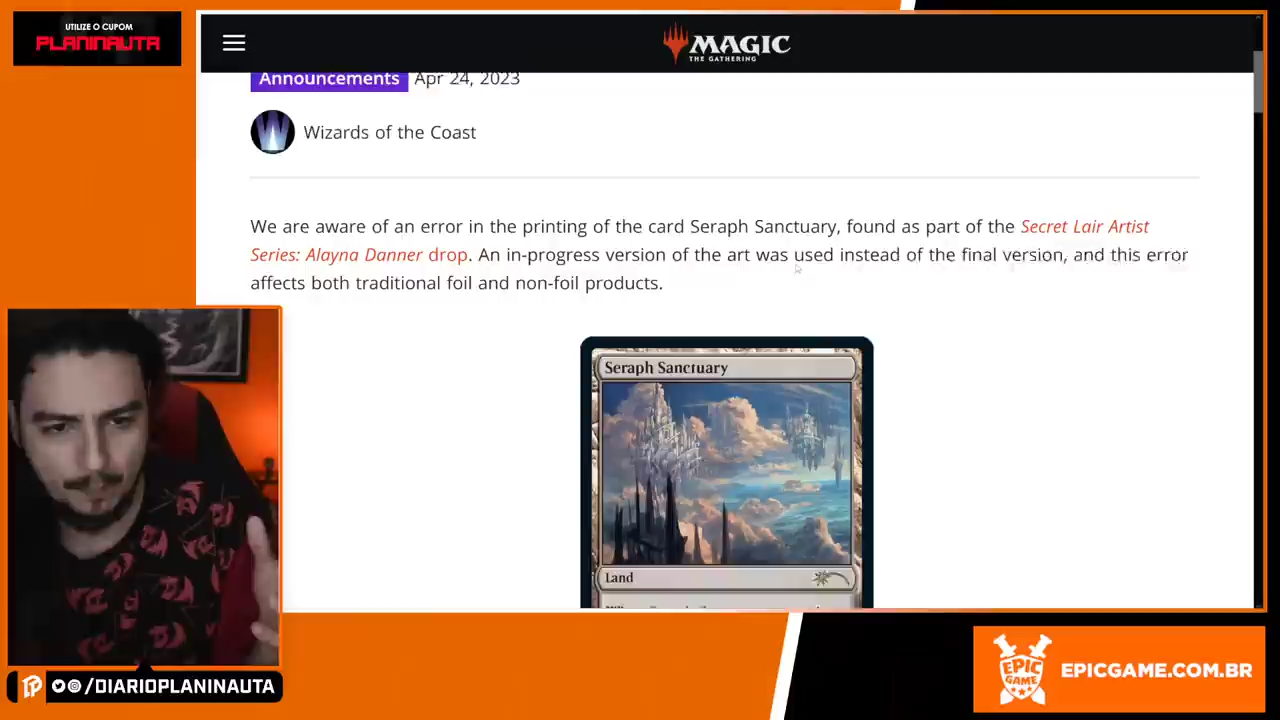 UTILIZE O CUPOM
PLANINAUTA
MAGIC
THE GATHERING
Announcements Apr 24, 2023
Wizards of the Coast
We are aware of an error in the printing of the card Seraph Sanctuary, found as part of the Secret Lair Artist
Series: Alayna Danner drop. An in-progress version of the art was used instead of the final version, and this error
affects both traditional foil and non-foil products.
Seraph Sanctuary
Land
/DIARIOPLANINAUTA
EPIC
GAME
EPICGAME.COM.BR